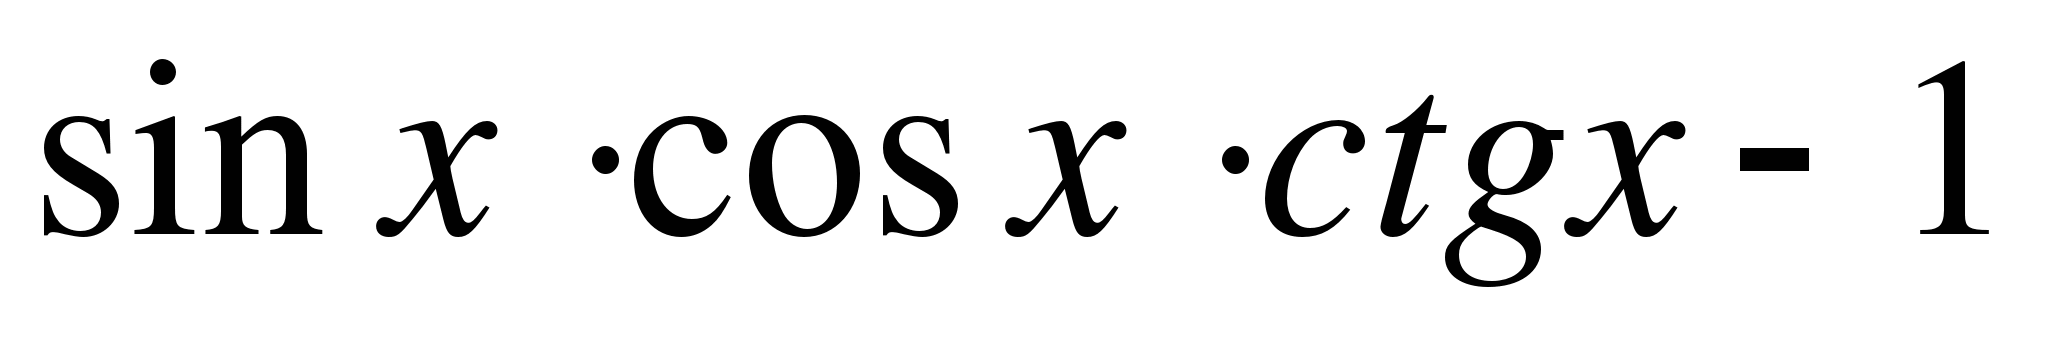 sin x ·cos x ·ctgx - 1